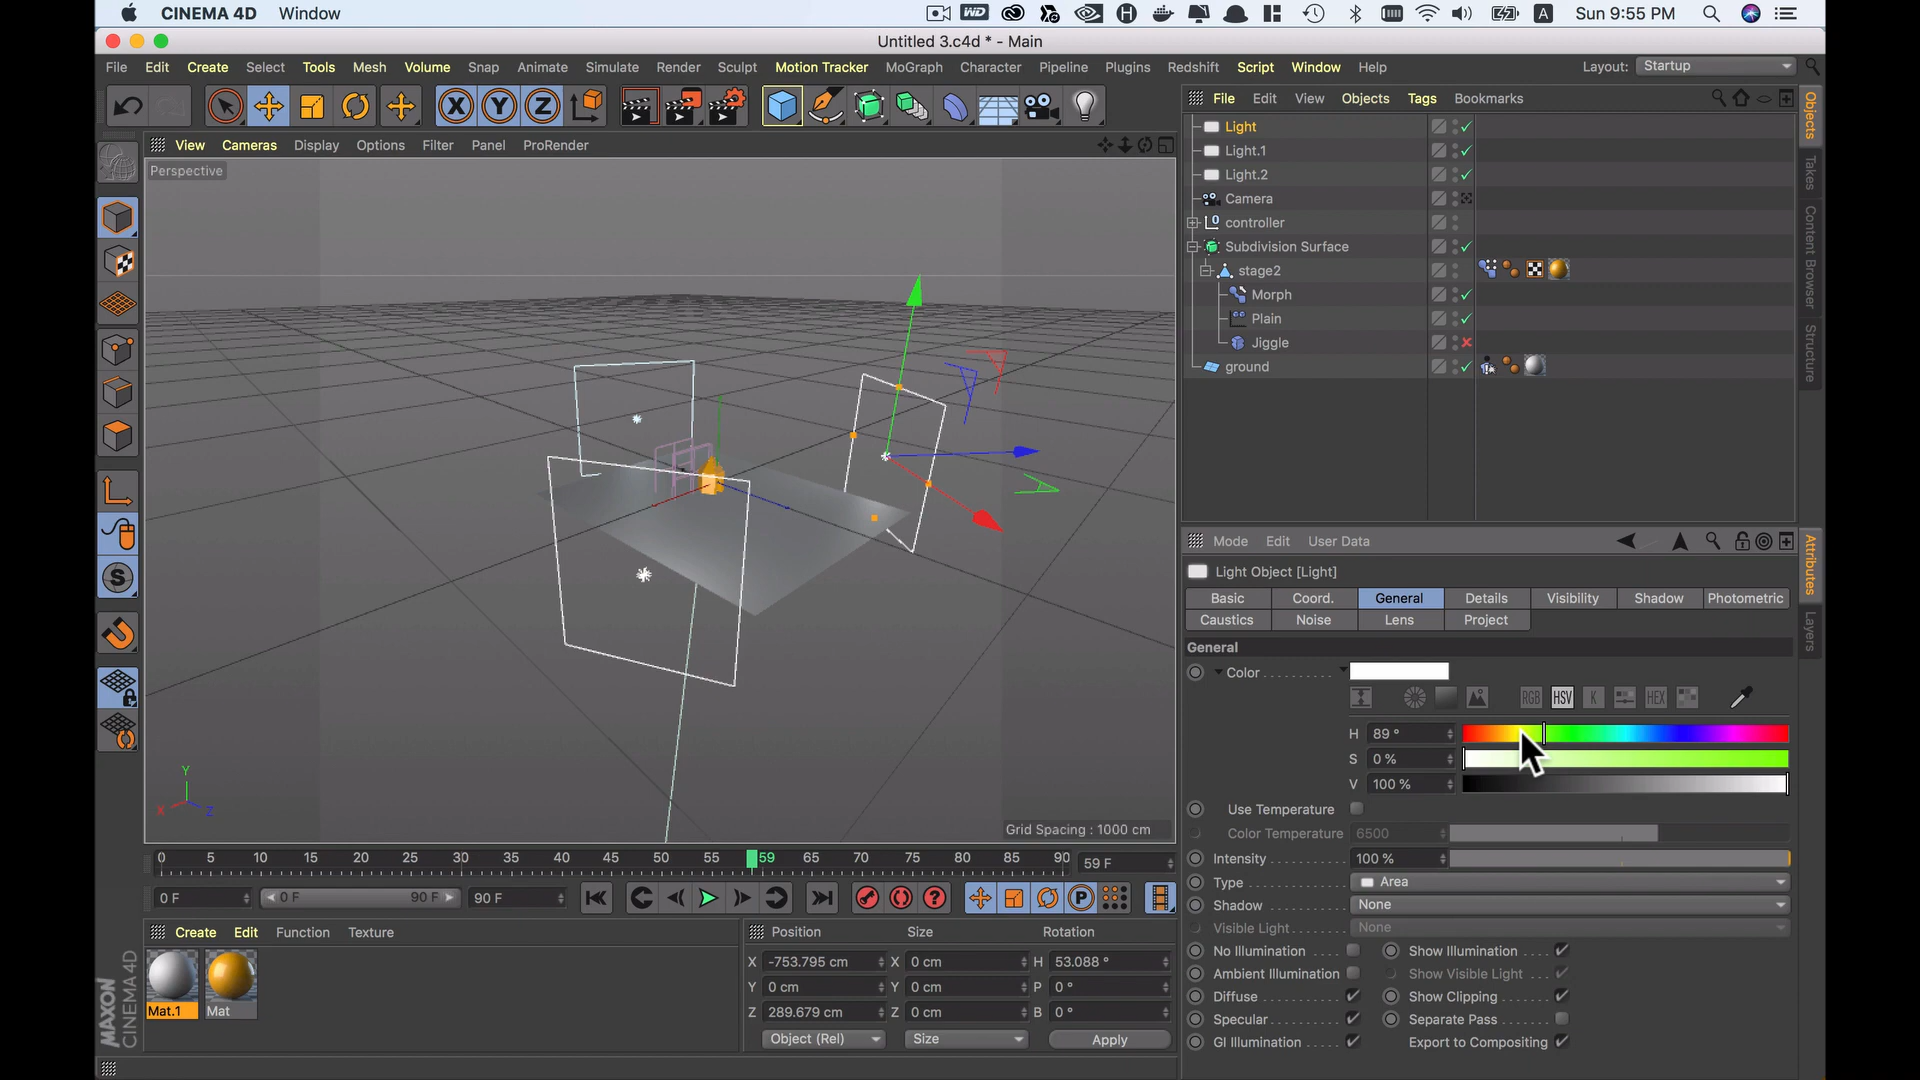 CINEMA 4D Window
WD
H
A
Sun 9:55 PM
Untitled 3.c4d * - Main
File Edit Create Select Tools Mesh Volume Snap Animate Simulate Render Sculpt Motion Tracker MoGraph Character Pipeline Plugins Redshift Script Window Help
Layout: Startup
X Y Z
File Edit View Objects Tags Bookmarks
View Cameras Display Options Filter Panel ProRender
Perspective
Light
Light.1
Light.2
Camera
controller
Subdivision Surface
stage2
Morph
Plain
Jiggle
ground
Objects
Takes
Content Browser
Structure
Attributes
Layers
Mode Edit User Data
Light Object [Light]
Basic Coord. General Details Visibility Shadow Photometric
Caustics Noise Lens Project
General
Color
RGB HSV K HEX
H 89 °
S 0 %
V 100 %
Use Temperature
Color Temperature 6500
Intensity 100 %
Type Area
Shadow None
Visible Light None
No Illumination Show Illumination
Ambient Illumination Show Visible Light
Diffuse Show Clipping
Specular Separate Pass
GI Illumination Export to Compositing
S
Y
X Z
Grid Spacing : 1000 cm
0 5 10 15 20 25 30 35 40 45 50 55 59 65 70 75 80 85 90 59 F
0 F 0 F 90 F 90 F
P
Create Edit Function Texture
Mat.1 Mat
MAXON
CINEMA 4D
Position Size Rotation
X -753.795 cm X 0 cm H 53.088 °
Y 0 cm Y 0 cm P 0 °
Z 289.679 cm Z 0 cm B 0 °
Object (Rel) Size Apply